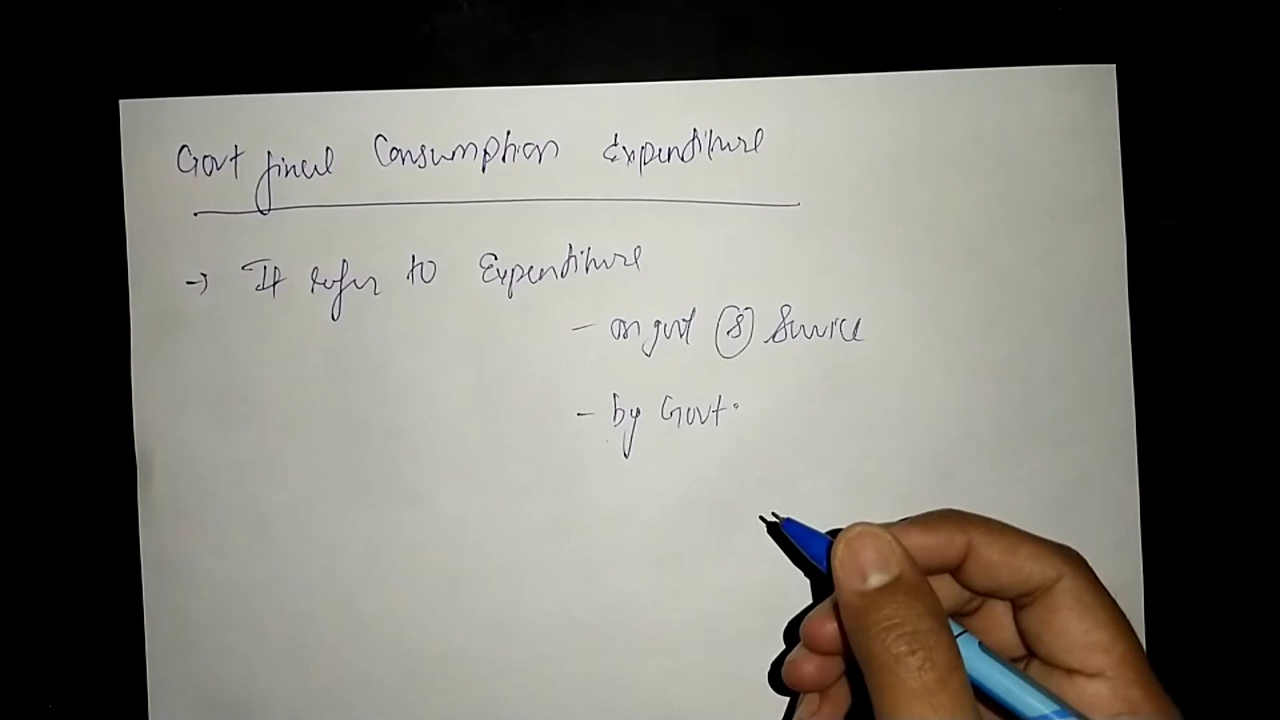 Govt final Consumption Expenditure
→ It refer to Expenditure
- on govt (&) Service
- by Govt.